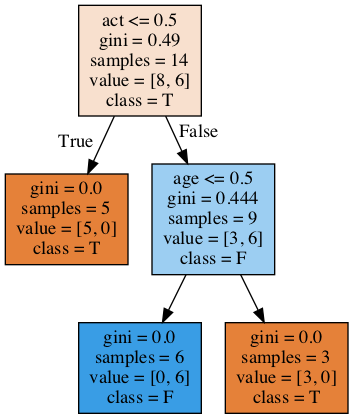 act <= 0.5
gini = 0.49
samples = 14
value = [8, 6]
class = T
True
False
gini = 0.0
samples = 5
value = [5, 0]
class = T
age <= 0.5
gini = 0.444
samples = 9
value = [3, 6]
class = F
gini = 0.0
samples = 6
value = [0, 6]
class = F
gini = 0.0
samples = 3
value = [3, 0]
class = T